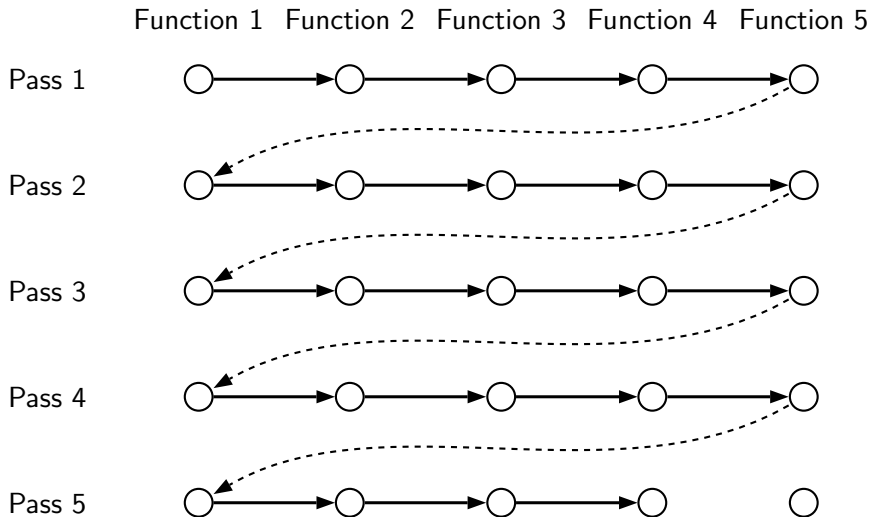 Function 1 Function 2 Function 3 Function 4 Function 5
Pass 1
Pass 2
Pass 3
Pass 4
Pass 5